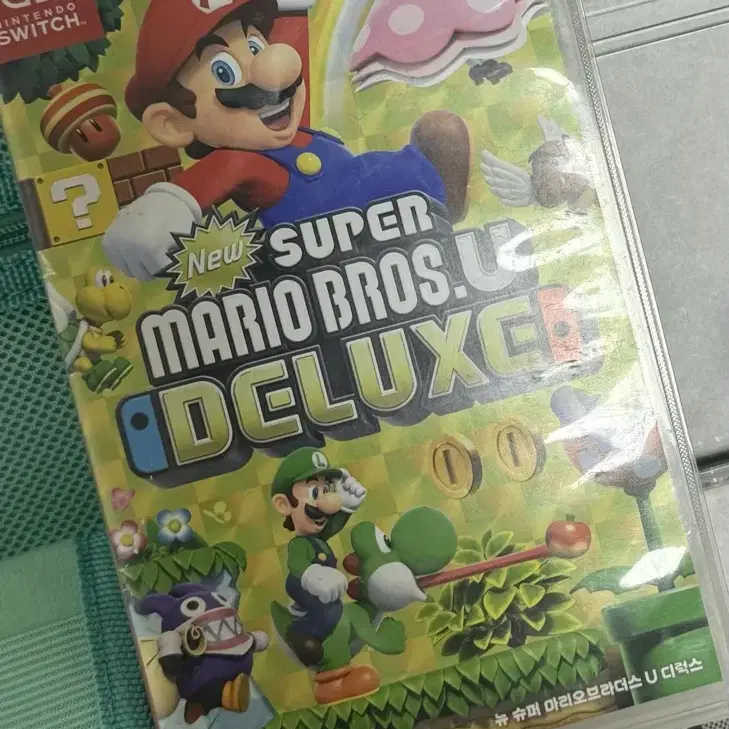 NINTENDO
SWITCH™
?
New SUPER
MARIO BROS. U
DELUXE
L
뉴 슈퍼 마리오브라더스 U 디럭스